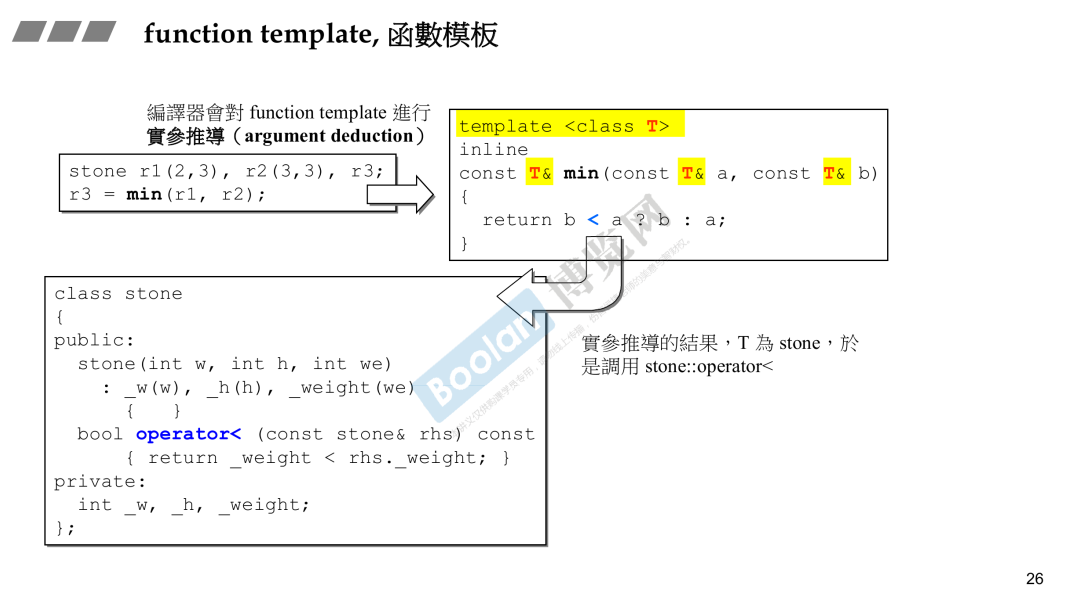 function template, 函數模板
編譯器會對 function template 進行
實參推導（argument deduction）
stone r1(2,3), r2(3,3), r3;
r3 = min(r1, r2);
template <class T>
inline
const T& min(const T& a, const T& b)
{
  return b < a ? b : a;
}
class stone
{
public:
  stone(int w, int h, int we)
    : _w(w), _h(h), _weight(we)
      {   }
  bool operator< (const stone& rhs) const
      { return _weight < rhs._weight; }
private:
  int _w, _h, _weight;
};
實參推導的結果，T 為 stone，於
是調用 stone::operator<
Boolan 博览网
26